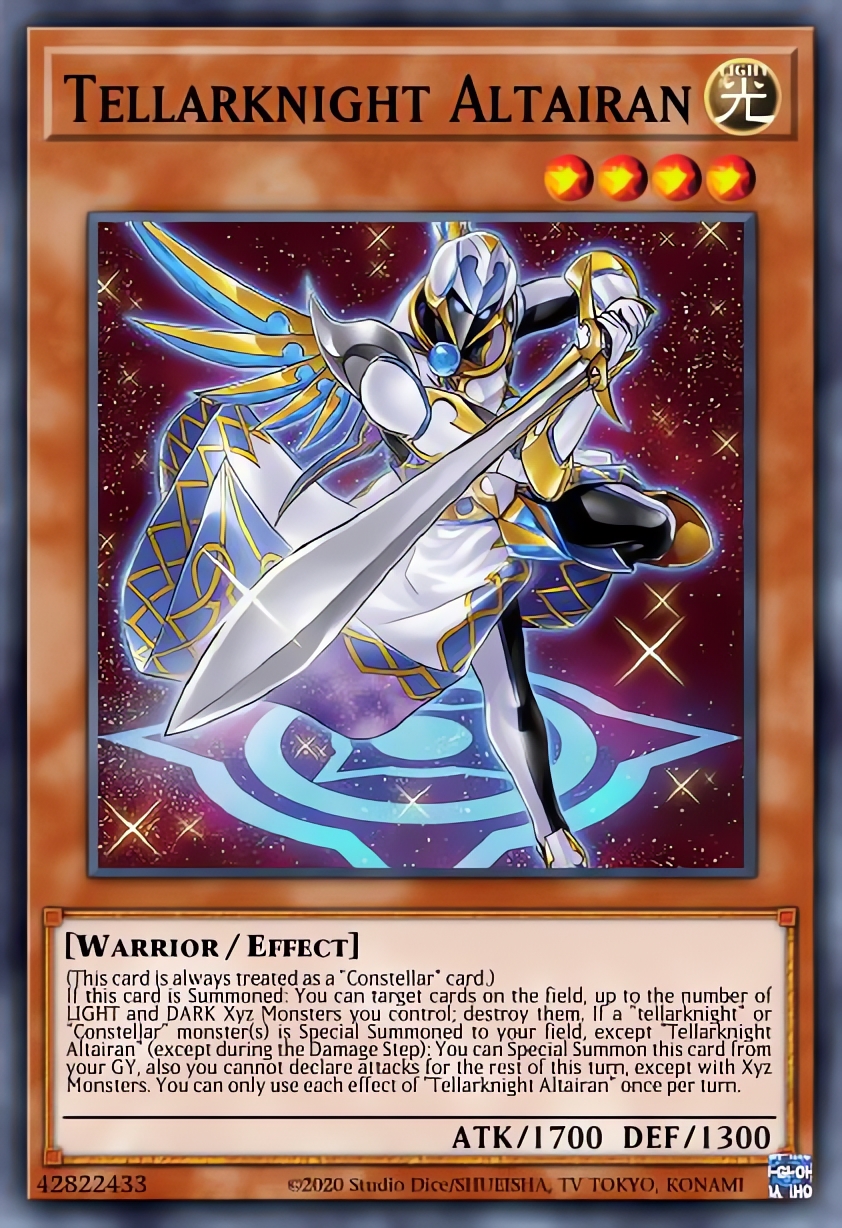 TELLARKNIGHT ALTAIRAN
LIGHT
光
[WARRIOR / EFFECT]
(This card is always treated as a "Constellar" card.)
If this card is Summoned: You can target cards on the field, up to the number of
LIGHT and DARK Xyz Monsters you control; destroy them. If a "tellarknight" or
"Constellar" monster(s) is Special Summoned to your field, except "Tellarknight
Altairan" (except during the Damage Step): You can Special Summon this card from
your GY, also you cannot declare attacks for the rest of this turn, except with Xyz
Monsters. You can only use each effect of "Tellarknight Altairan" once per turn.
ATK/1700 DEF/1300
42822433
©2020 Studio Dice/SHUEISHA, TV TOKYO, KONAMI